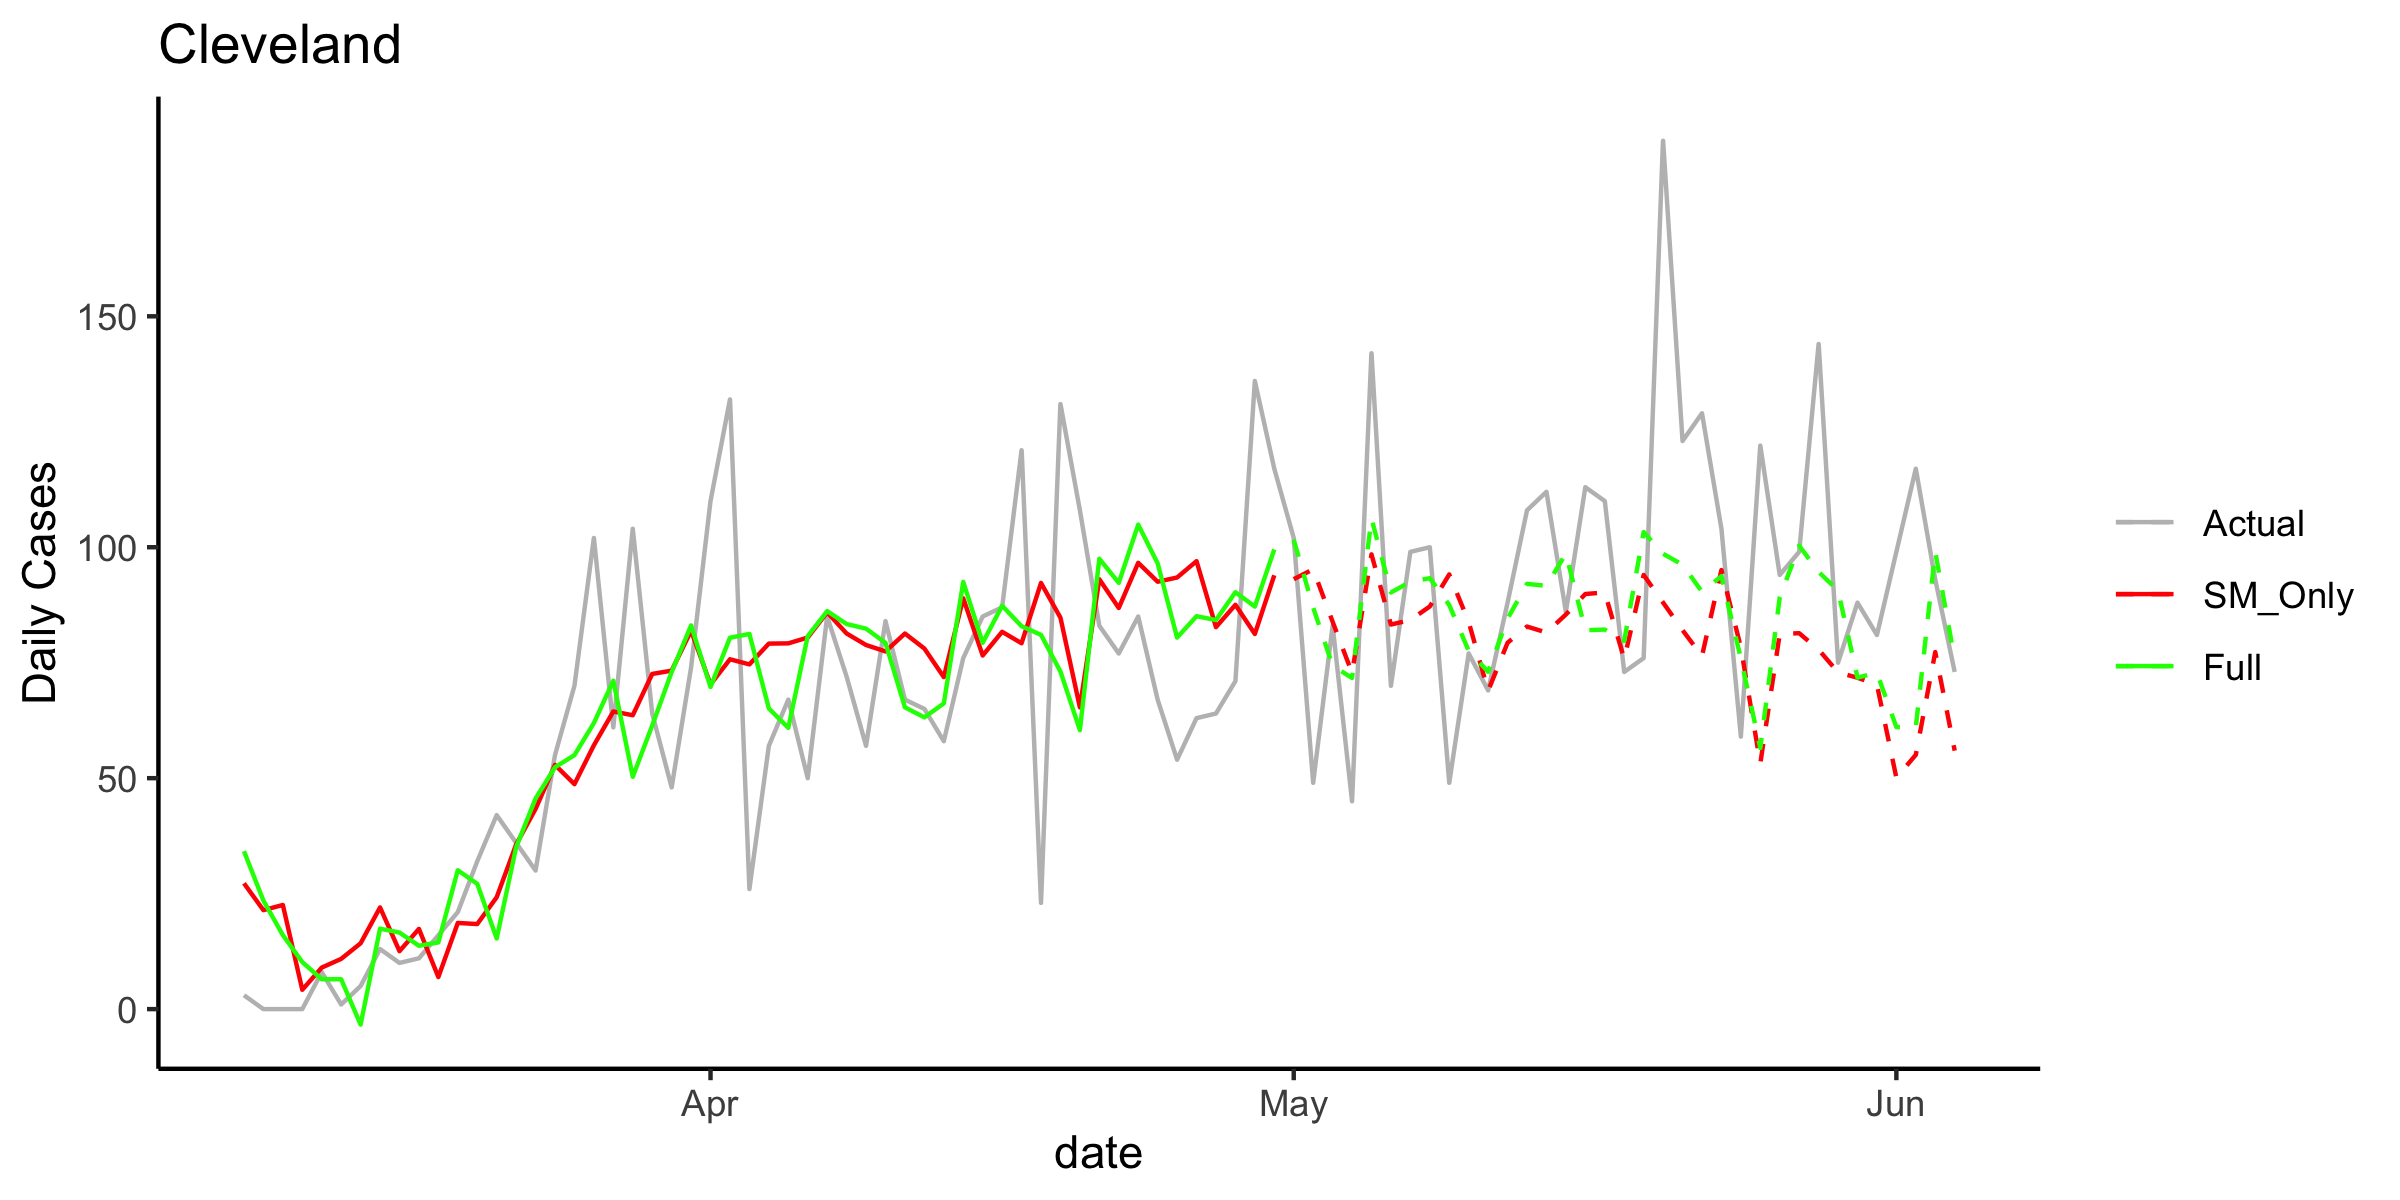 Cleveland
Daily Cases
150
100
50
0
Apr
May
Jun
date
Actual
SM_Only
Full